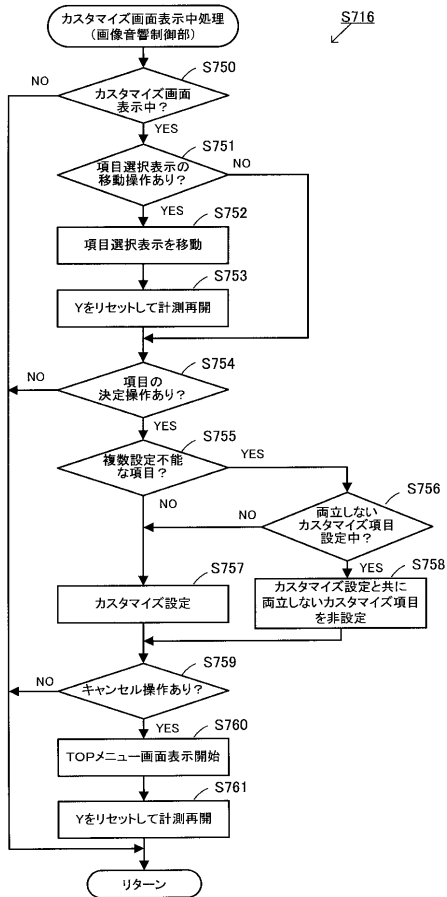 カスタマイズ画面表示中処理
(画像音響制御部)
S716
S750
NO
カスタマイズ画面
表示中？
YES
S751
項目選択表示の
移動操作あり？
NO
YES
S752
項目選択表示を移動
S753
Yをリセットして計測再開
S754
NO
項目の
決定操作あり？
YES
S755
複数設定不能
な項目？
YES
S756
NO
NO
両立しない
カスタマイズ項目
設定中？
YES
S757
S758
カスタマイズ設定
カスタマイズ設定と共に
両立しないカスタマイズ項目
を非設定
S759
NO
キャンセル操作あり？
YES
S760
TOPメニュー画面表示開始
S761
Yをリセットして計測再開
リターン